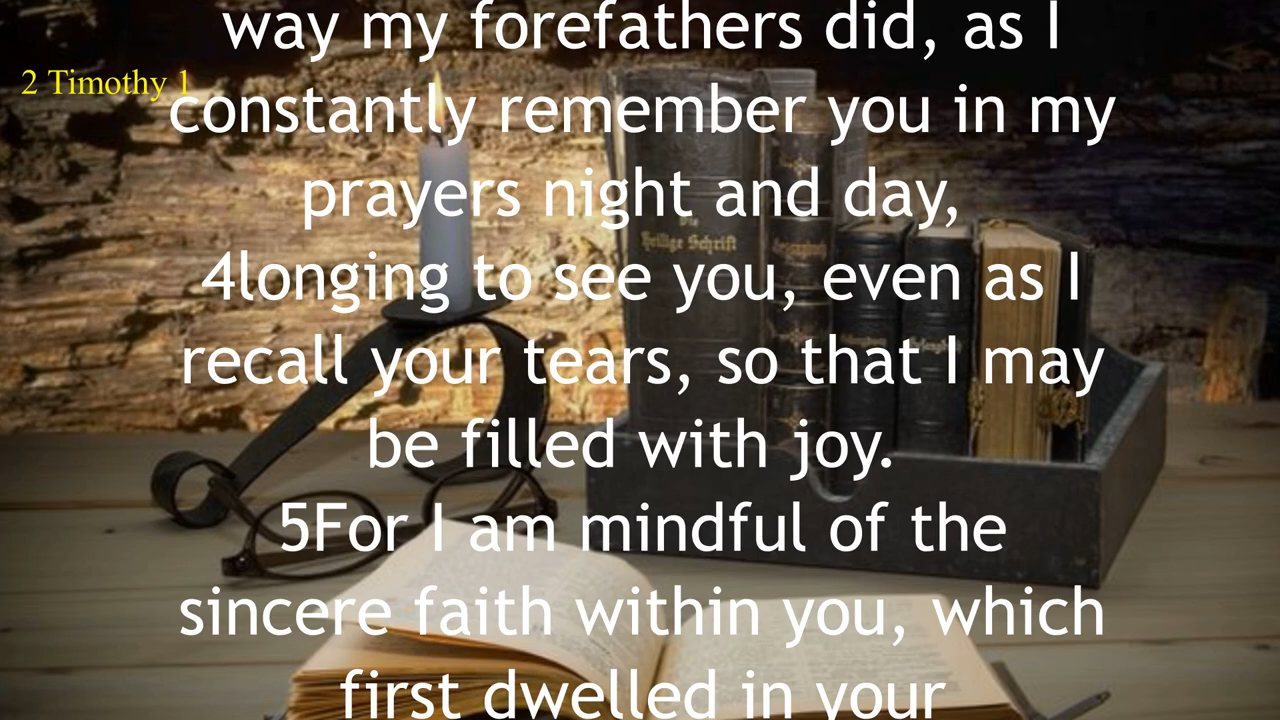 way my forefathers did, as I
2 Timothy 1
constantly remember you in my
prayers night and day,
Heilige Schrift
4longing to see you, even as I
recall your tears, so that I may
be filled with joy.
5For I am mindful of the
sincere faith within you, which
first dwelled in your